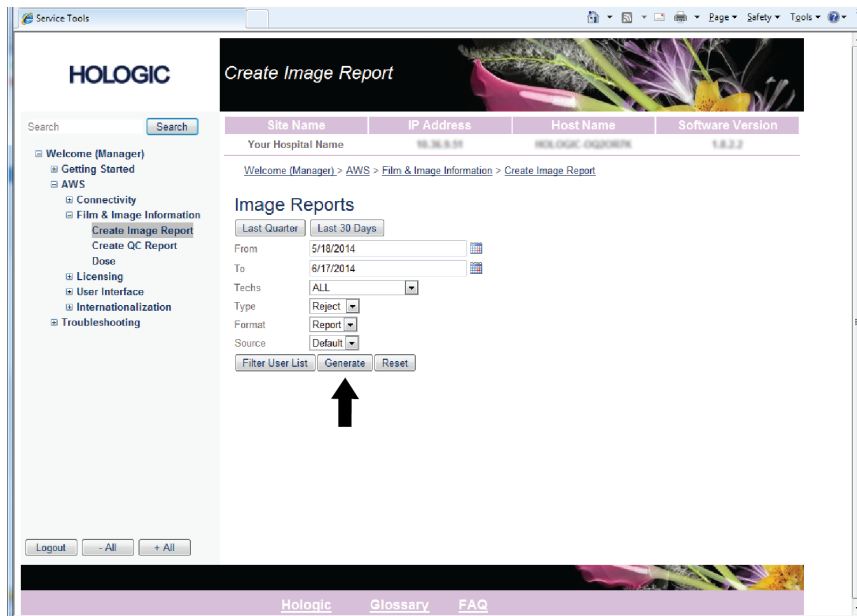 Service Tools
Page Safety Tools
HOLOGIC
Create Image Report
Search Search
Site Name IP Address Host Name Software Version
Your Hospital Name 1.8.2.2
Welcome (Manager)
Getting Started
AWS
Connectivity
Film & Image Information
Create Image Report
Create QC Report
Dose
Licensing
User Interface
Internationalization
Troubleshooting
Welcome (Manager) > AWS > Film & Image Information > Create Image Report
Image Reports
Last Quarter Last 30 Days
From 5/18/2014
To 6/17/2014
Techs ALL
Type Reject
Format Report
Source Default
Filter User List Generate Reset
Logout - All + All
Hologic Glossary FAQ